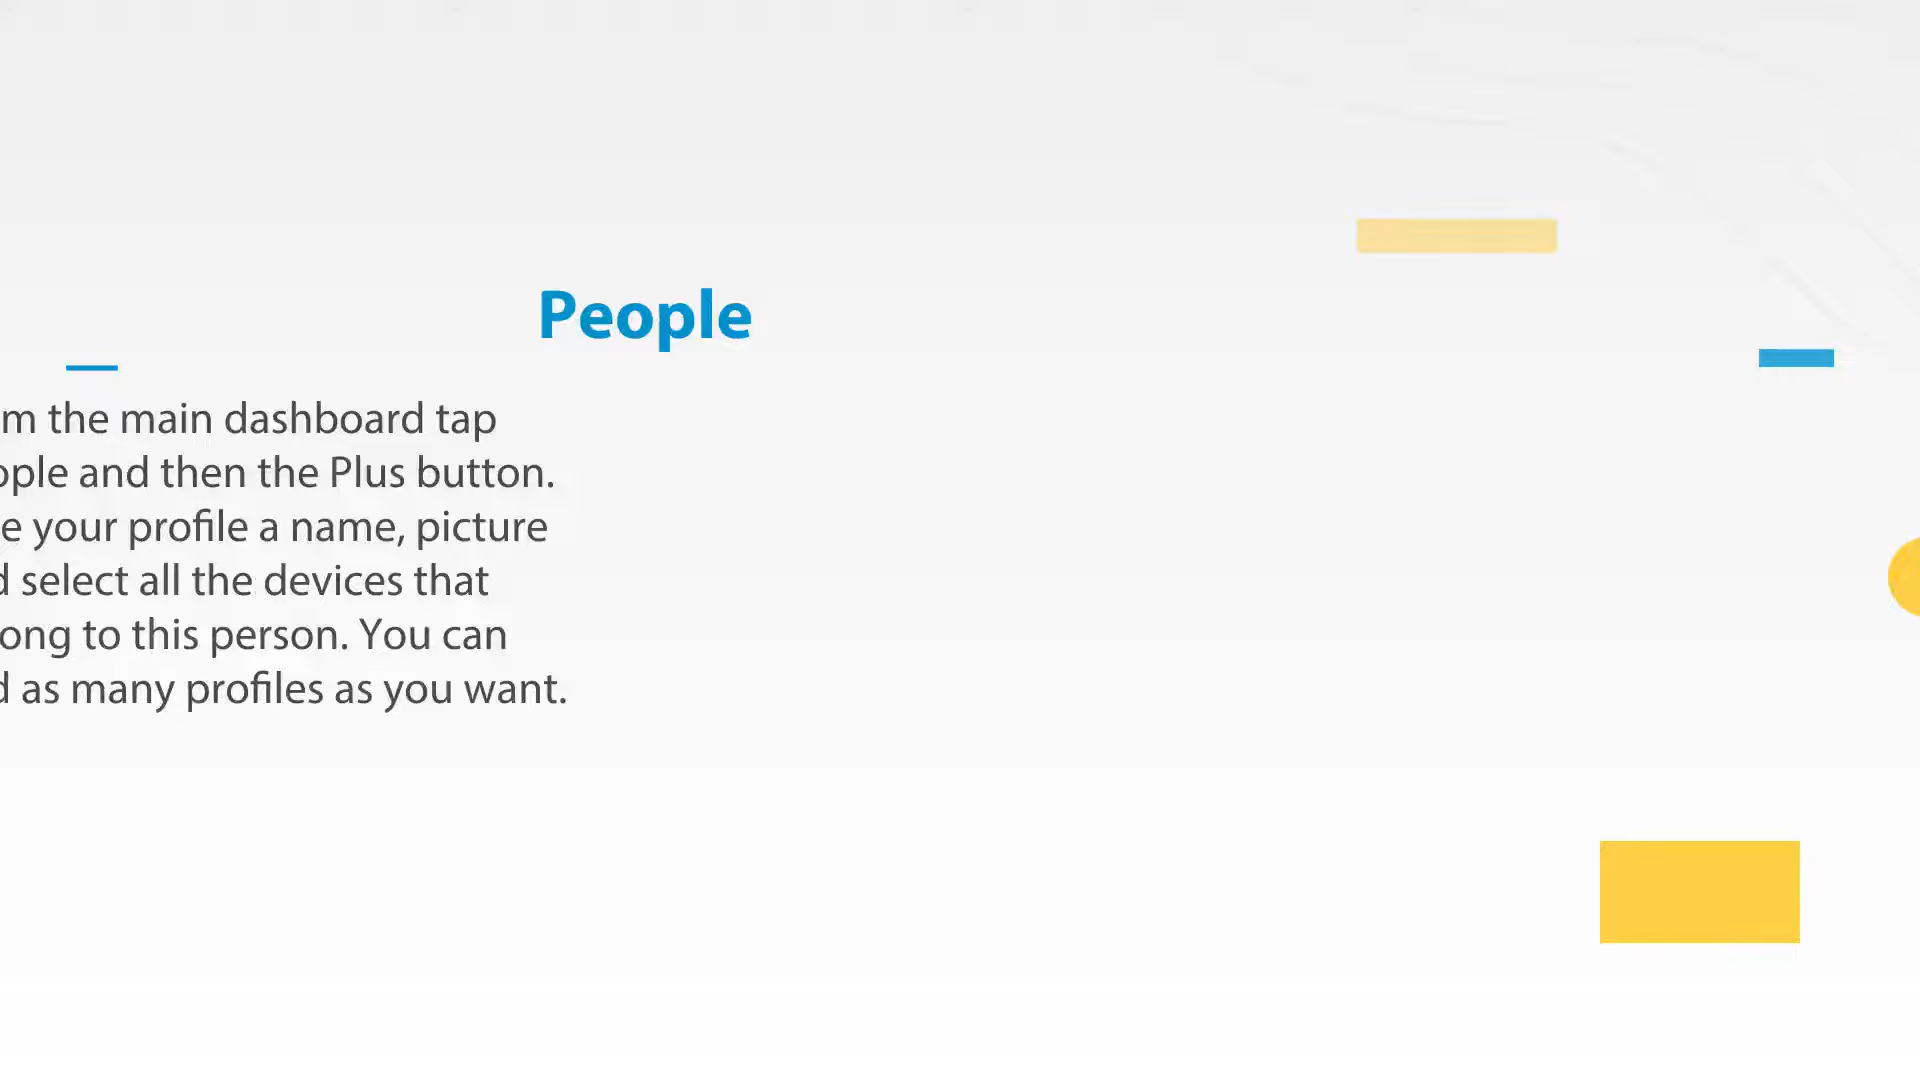 People
m the main dashboard tap
ople and then the Plus button.
e your profile a name, picture
d select all the devices that
ong to this person. You can
d as many profiles as you want.